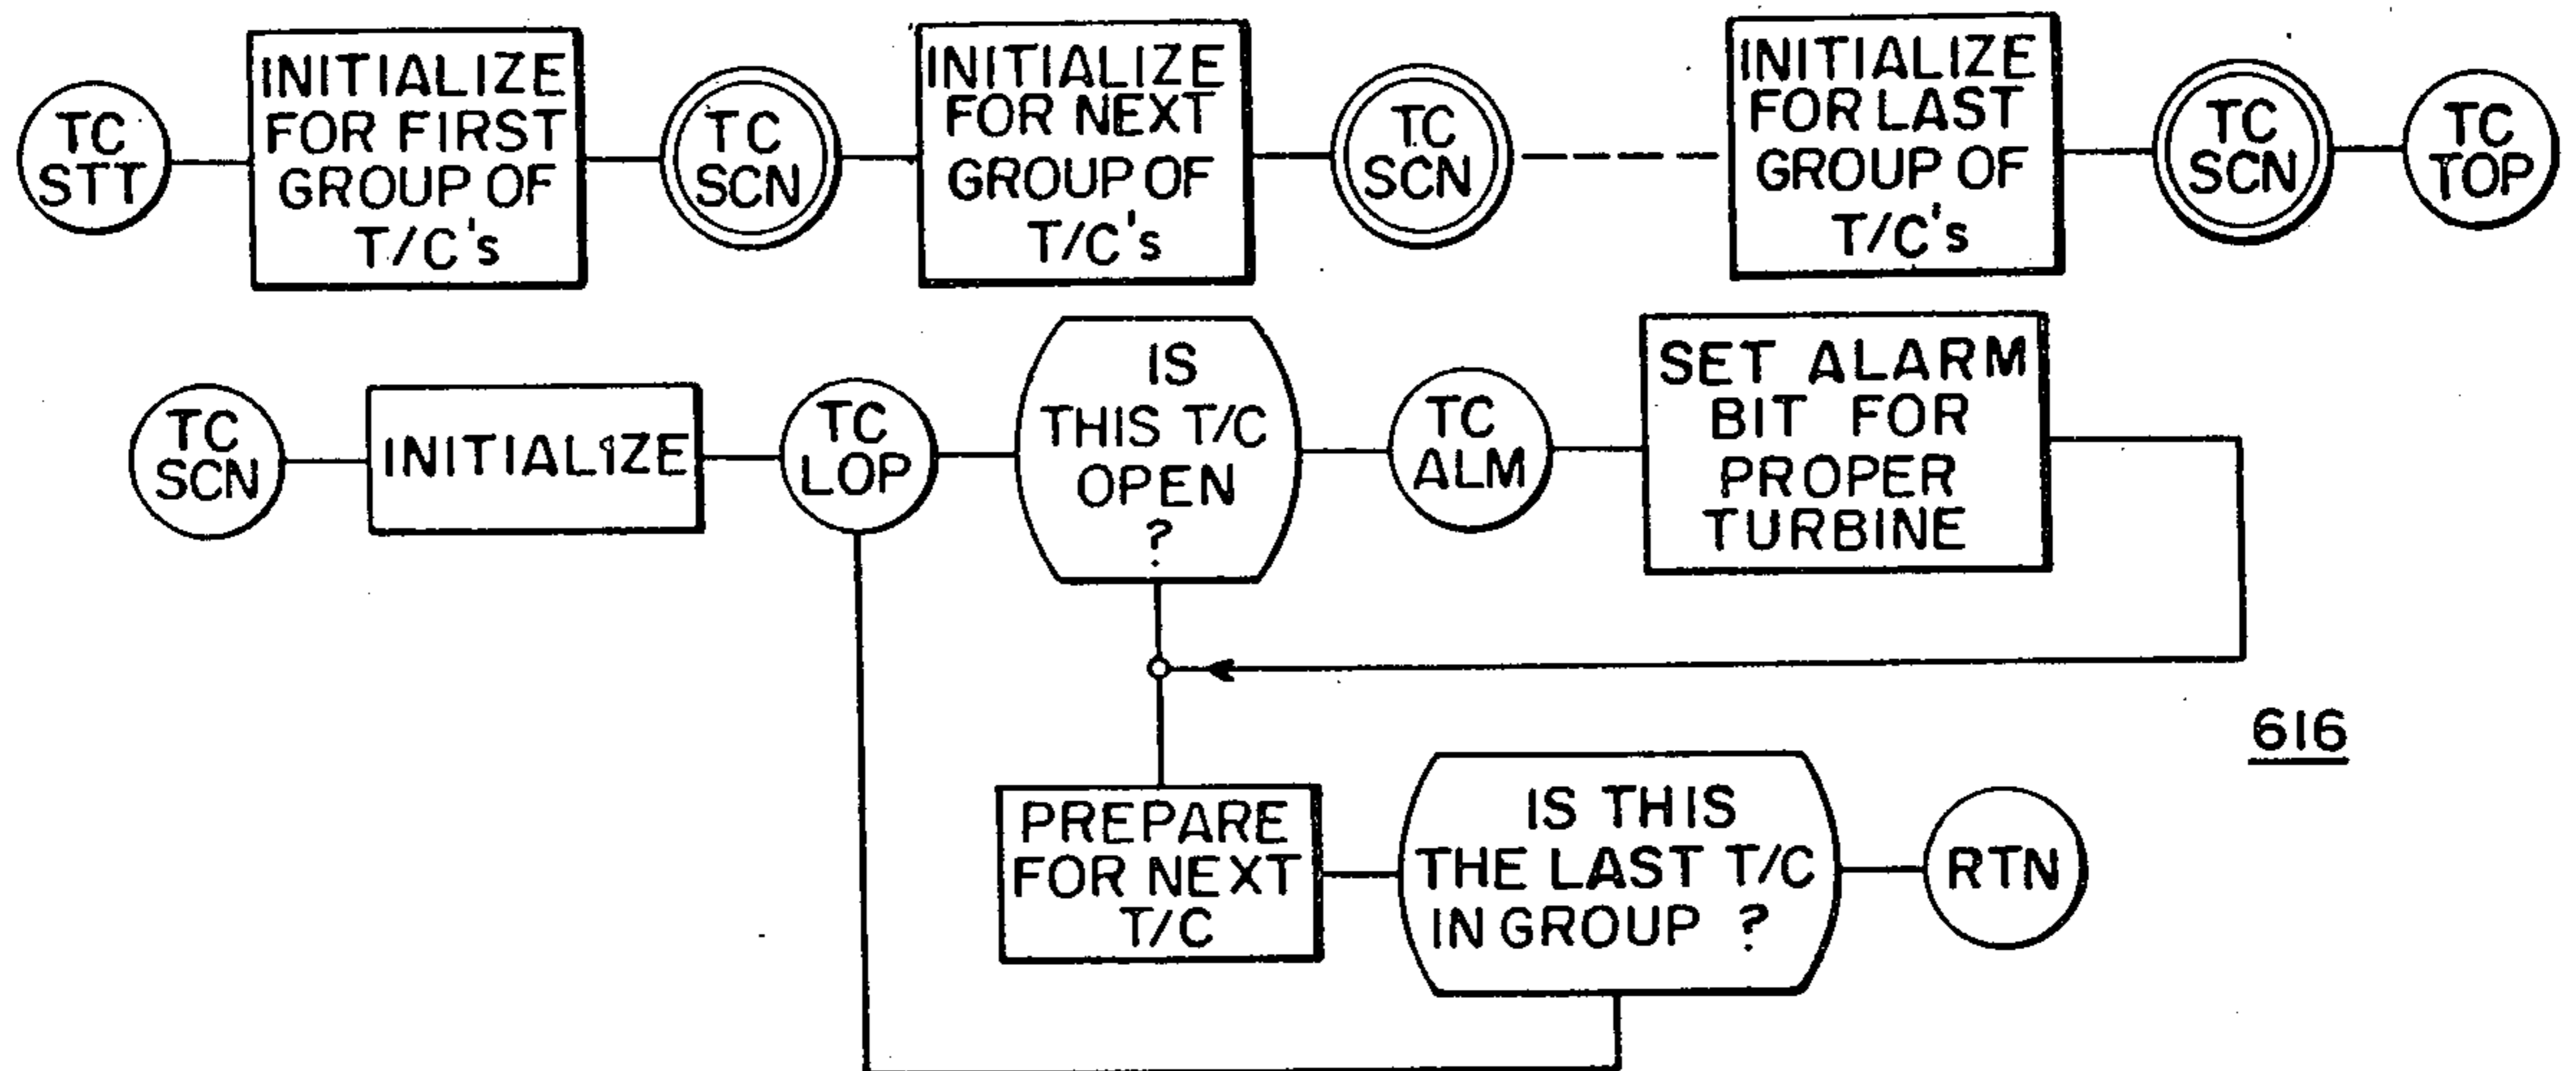 TC
STT
INITIALIZE
FOR FIRST
GROUP OF
T/C's
TC
SCN
INITIALIZE
FOR NEXT
GROUP OF
T/C's
TC
SCN
INITIALIZE
FOR LAST
GROUP OF
T/C's
TC
SCN
TC
TOP
TC
SCN
INITIALIZE
TC
LOP
IS
THIS T/C
OPEN
?
TC
ALM
SET ALARM
BIT FOR
PROPER
TURBINE
616
PREPARE
FOR NEXT
T/C
IS THIS
THE LAST T/C
IN GROUP ?
RTN